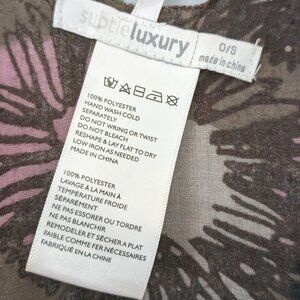 subtleluxury
O/S
made in china
100% POLYESTER
HAND WASH COLD
SEPARATELY
DO NOT WRING OR TWIST
DO NOT BLEACH
RESHAPE & LAY FLAT TO DRY
LOW IRON AS NEEDED
MADE IN CHINA
100% POLYESTER
LAVAGE À LA MAIN À
TEMPÉRATURE FROIDE
SÉPARÉMENT
NE PAS ESSORER OU TORDRE
NE PAS BLANCHIR
REMODELER ET SÉCHER A PLAT
FAIBLE COMME FER NÉCESSAIRES
FABRIQUÉ EN CHINE